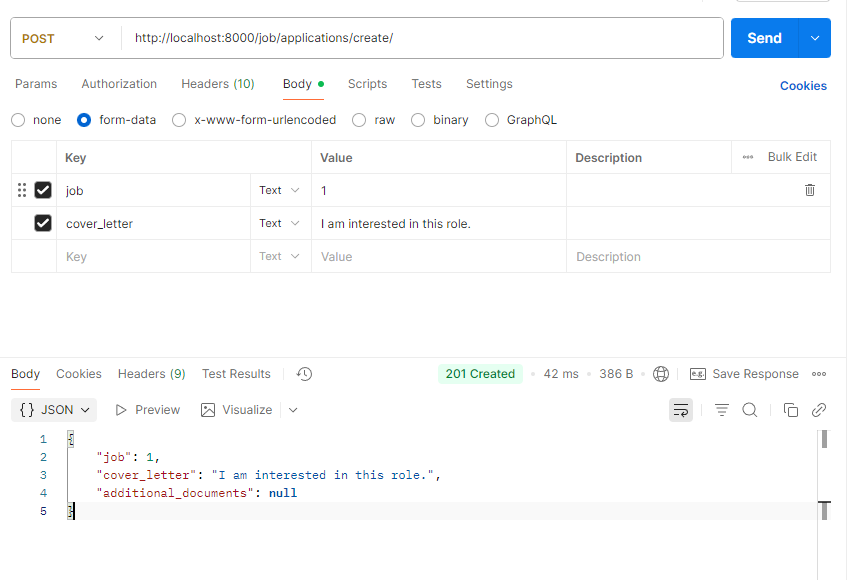 POST http://localhost:8000/job/applications/create/ Send
Params Authorization Headers (10) Body Scripts Tests Settings Cookies
none form-data x-www-form-urlencoded raw binary GraphQL
Key Value Description Bulk Edit
job Text 1
cover_letter Text I am interested in this role.
Key Text Value Description
Body Cookies Headers (9) Test Results 201 Created 42 ms 386 B e.g. Save Response
{} JSON Preview Visualize
1 {
2 "job": 1,
3 "cover_letter": "I am interested in this role.",
4 "additional_documents": null
5 }